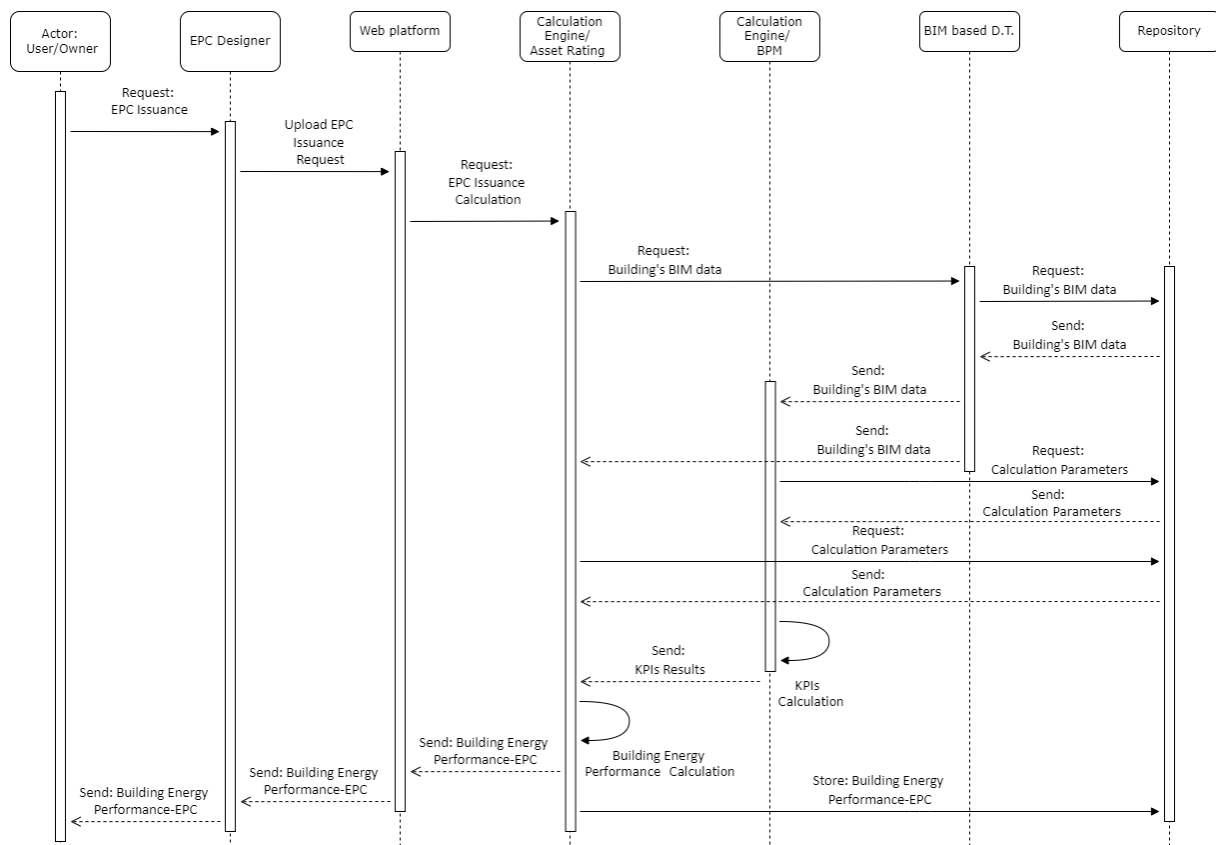 Actor:
User/Owner
EPC Designer
Web platform
Calculation
Engine/
Asset Rating
Calculation
Engine/
BPM
BIM based D.T.
Repository
Request:
EPC Issuance
Upload EPC
Issuance
Request
Request:
EPC Issuance
Calculation
Request:
Building's BIM data
Request:
Building's BIM data
Send:
Building's BIM data
Send:
Building's BIM data
Send:
Building's BIM data
Request:
Calculation Parameters
Send:
Calculation Parameters
Request:
Calculation Parameters
Send:
Calculation Parameters
Send:
KPIs Results
KPIs
Calculation
Send: Building Energy
Performance-EPC
Building Energy
Performance Calculation
Send: Building Energy
Performance-EPC
Send: Building Energy
Performance-EPC
Store: Building Energy
Performance-EPC